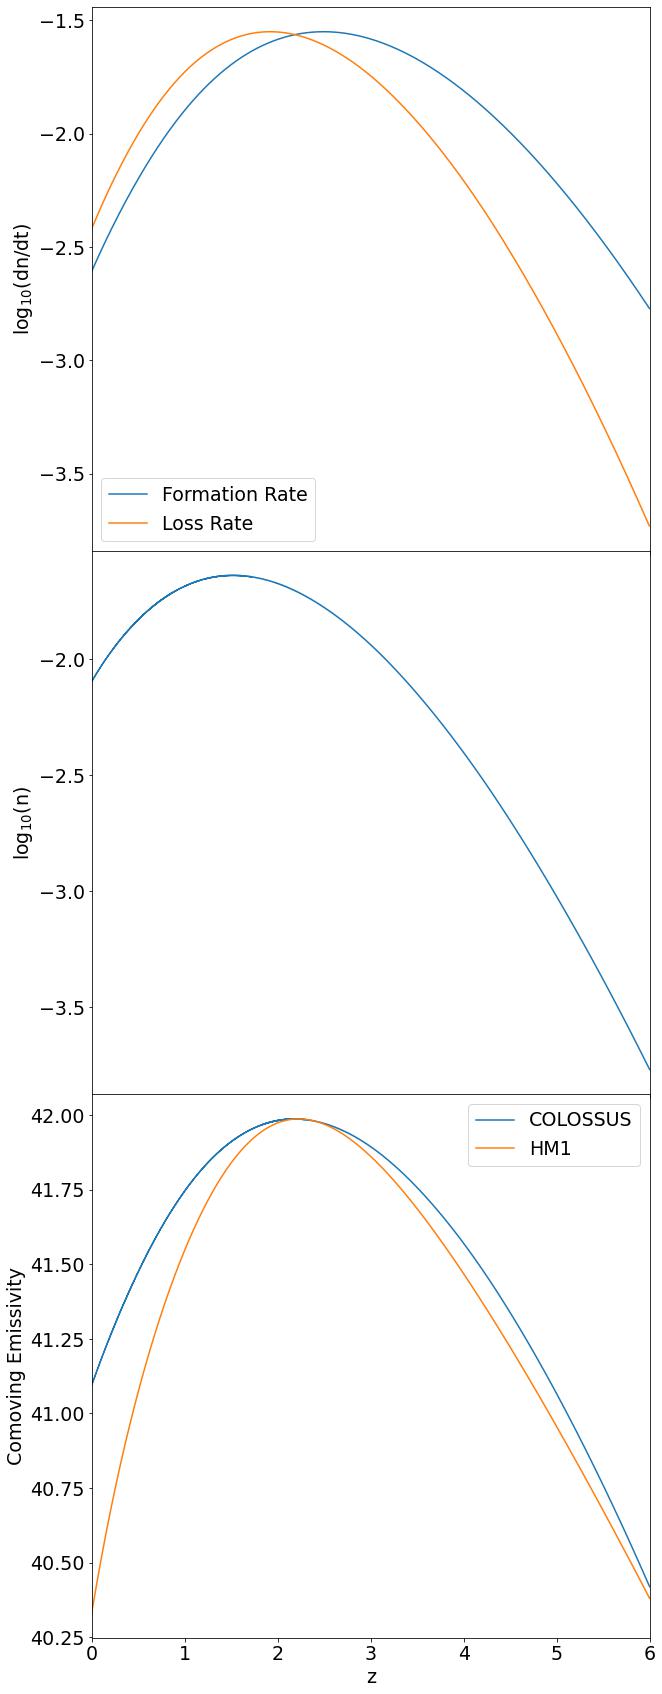 −1.5
−2.0
−2.5
−3.0
−3.5
log₁₀(dn/dt)
Formation Rate
Loss Rate
−2.0
−2.5
−3.0
−3.5
log₁₀(n)
42.00
41.75
41.50
41.25
41.00
40.75
40.50
40.25
Comoving Emissivity
COLOSSUS
HM1
0 1 2 3 4 5 6
z